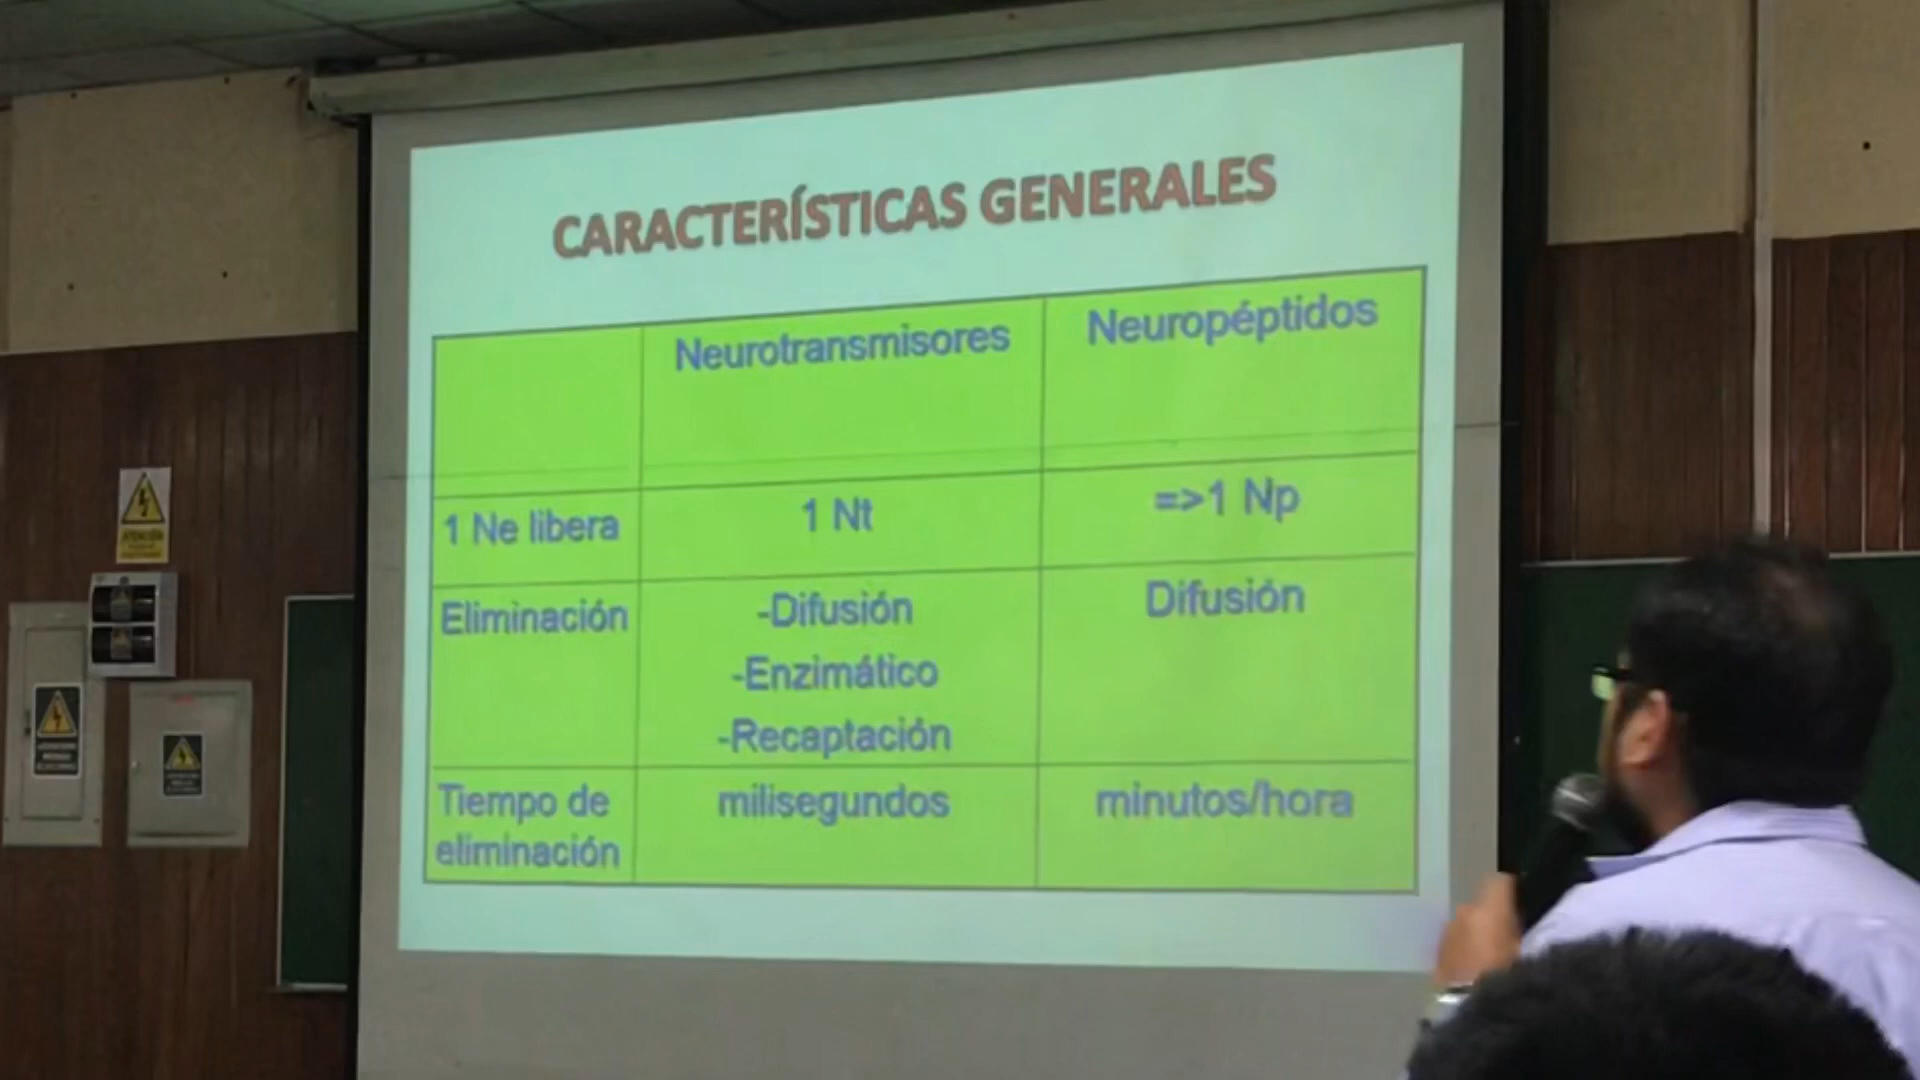 CARACTERÍSTICAS GENERALES
Neurotransmisores
Neuropéptidos
1 Ne libera
1 Nt
=>1 Np
Eliminación
-Difusión
-Enzimático
-Recaptación
Difusión
Tiempo de
eliminación
milisegundos
minutos/hora
ATENCIÓN